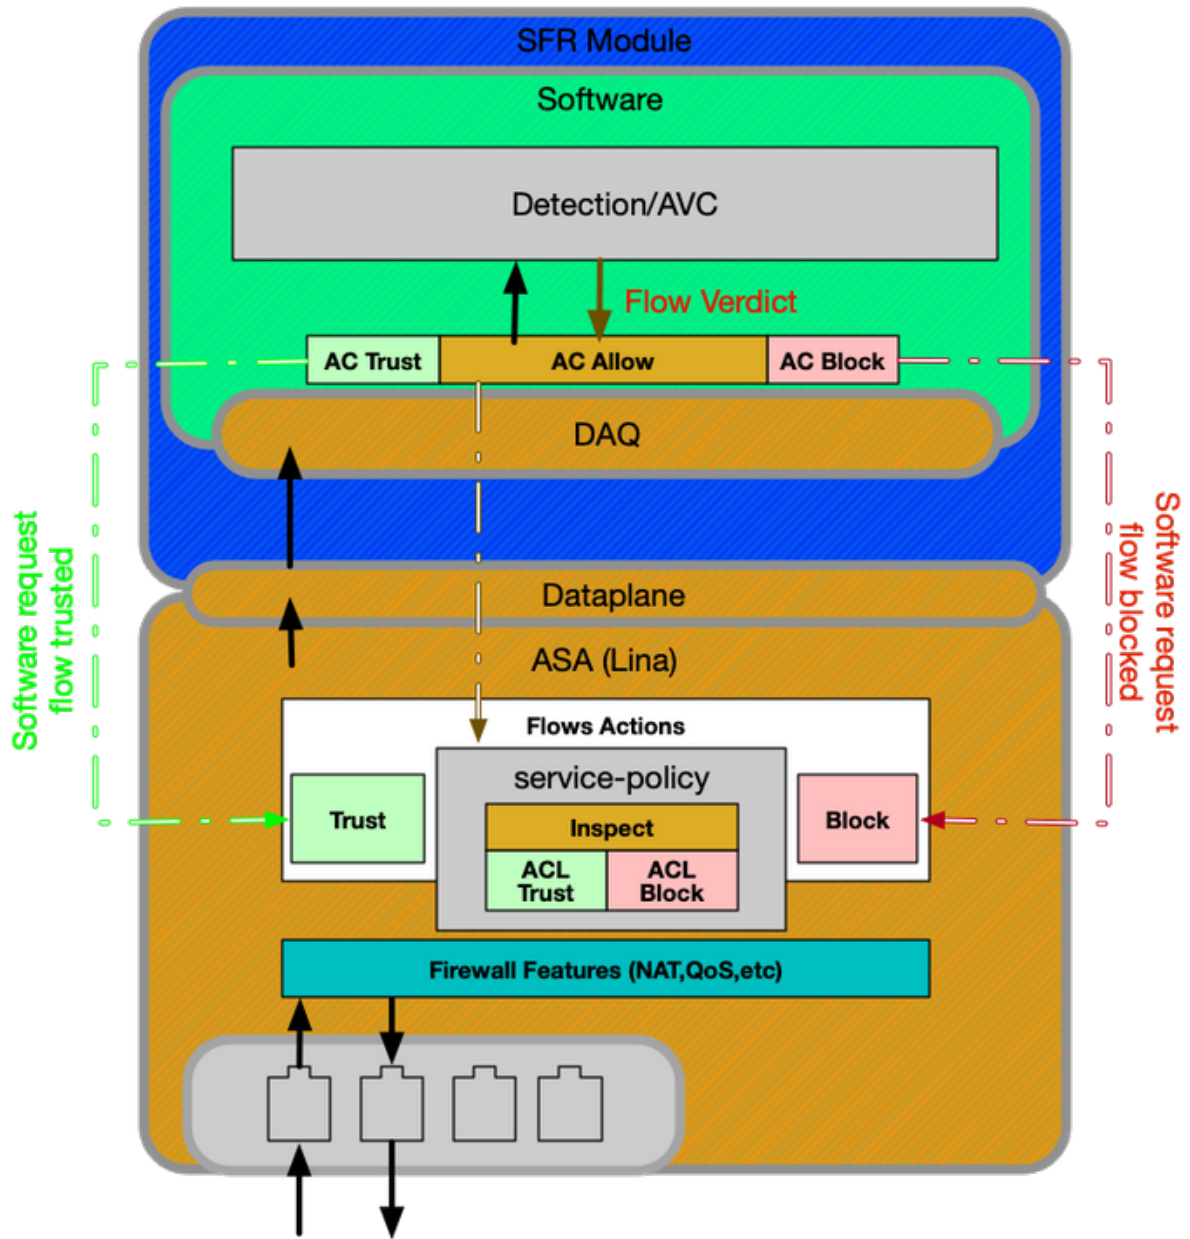 SFR Module
Software
Detection/AVC
Flow Verdict
AC Trust
AC Allow
AC Block
DAQ
Dataplane
ASA (Lina)
Software request
flow trusted
Software request
flow blocked
Flows Actions
service-policy
Trust
Inspect
Block
ACL
Trust
ACL
Block
Firewall Features (NAT,QoS,etc)